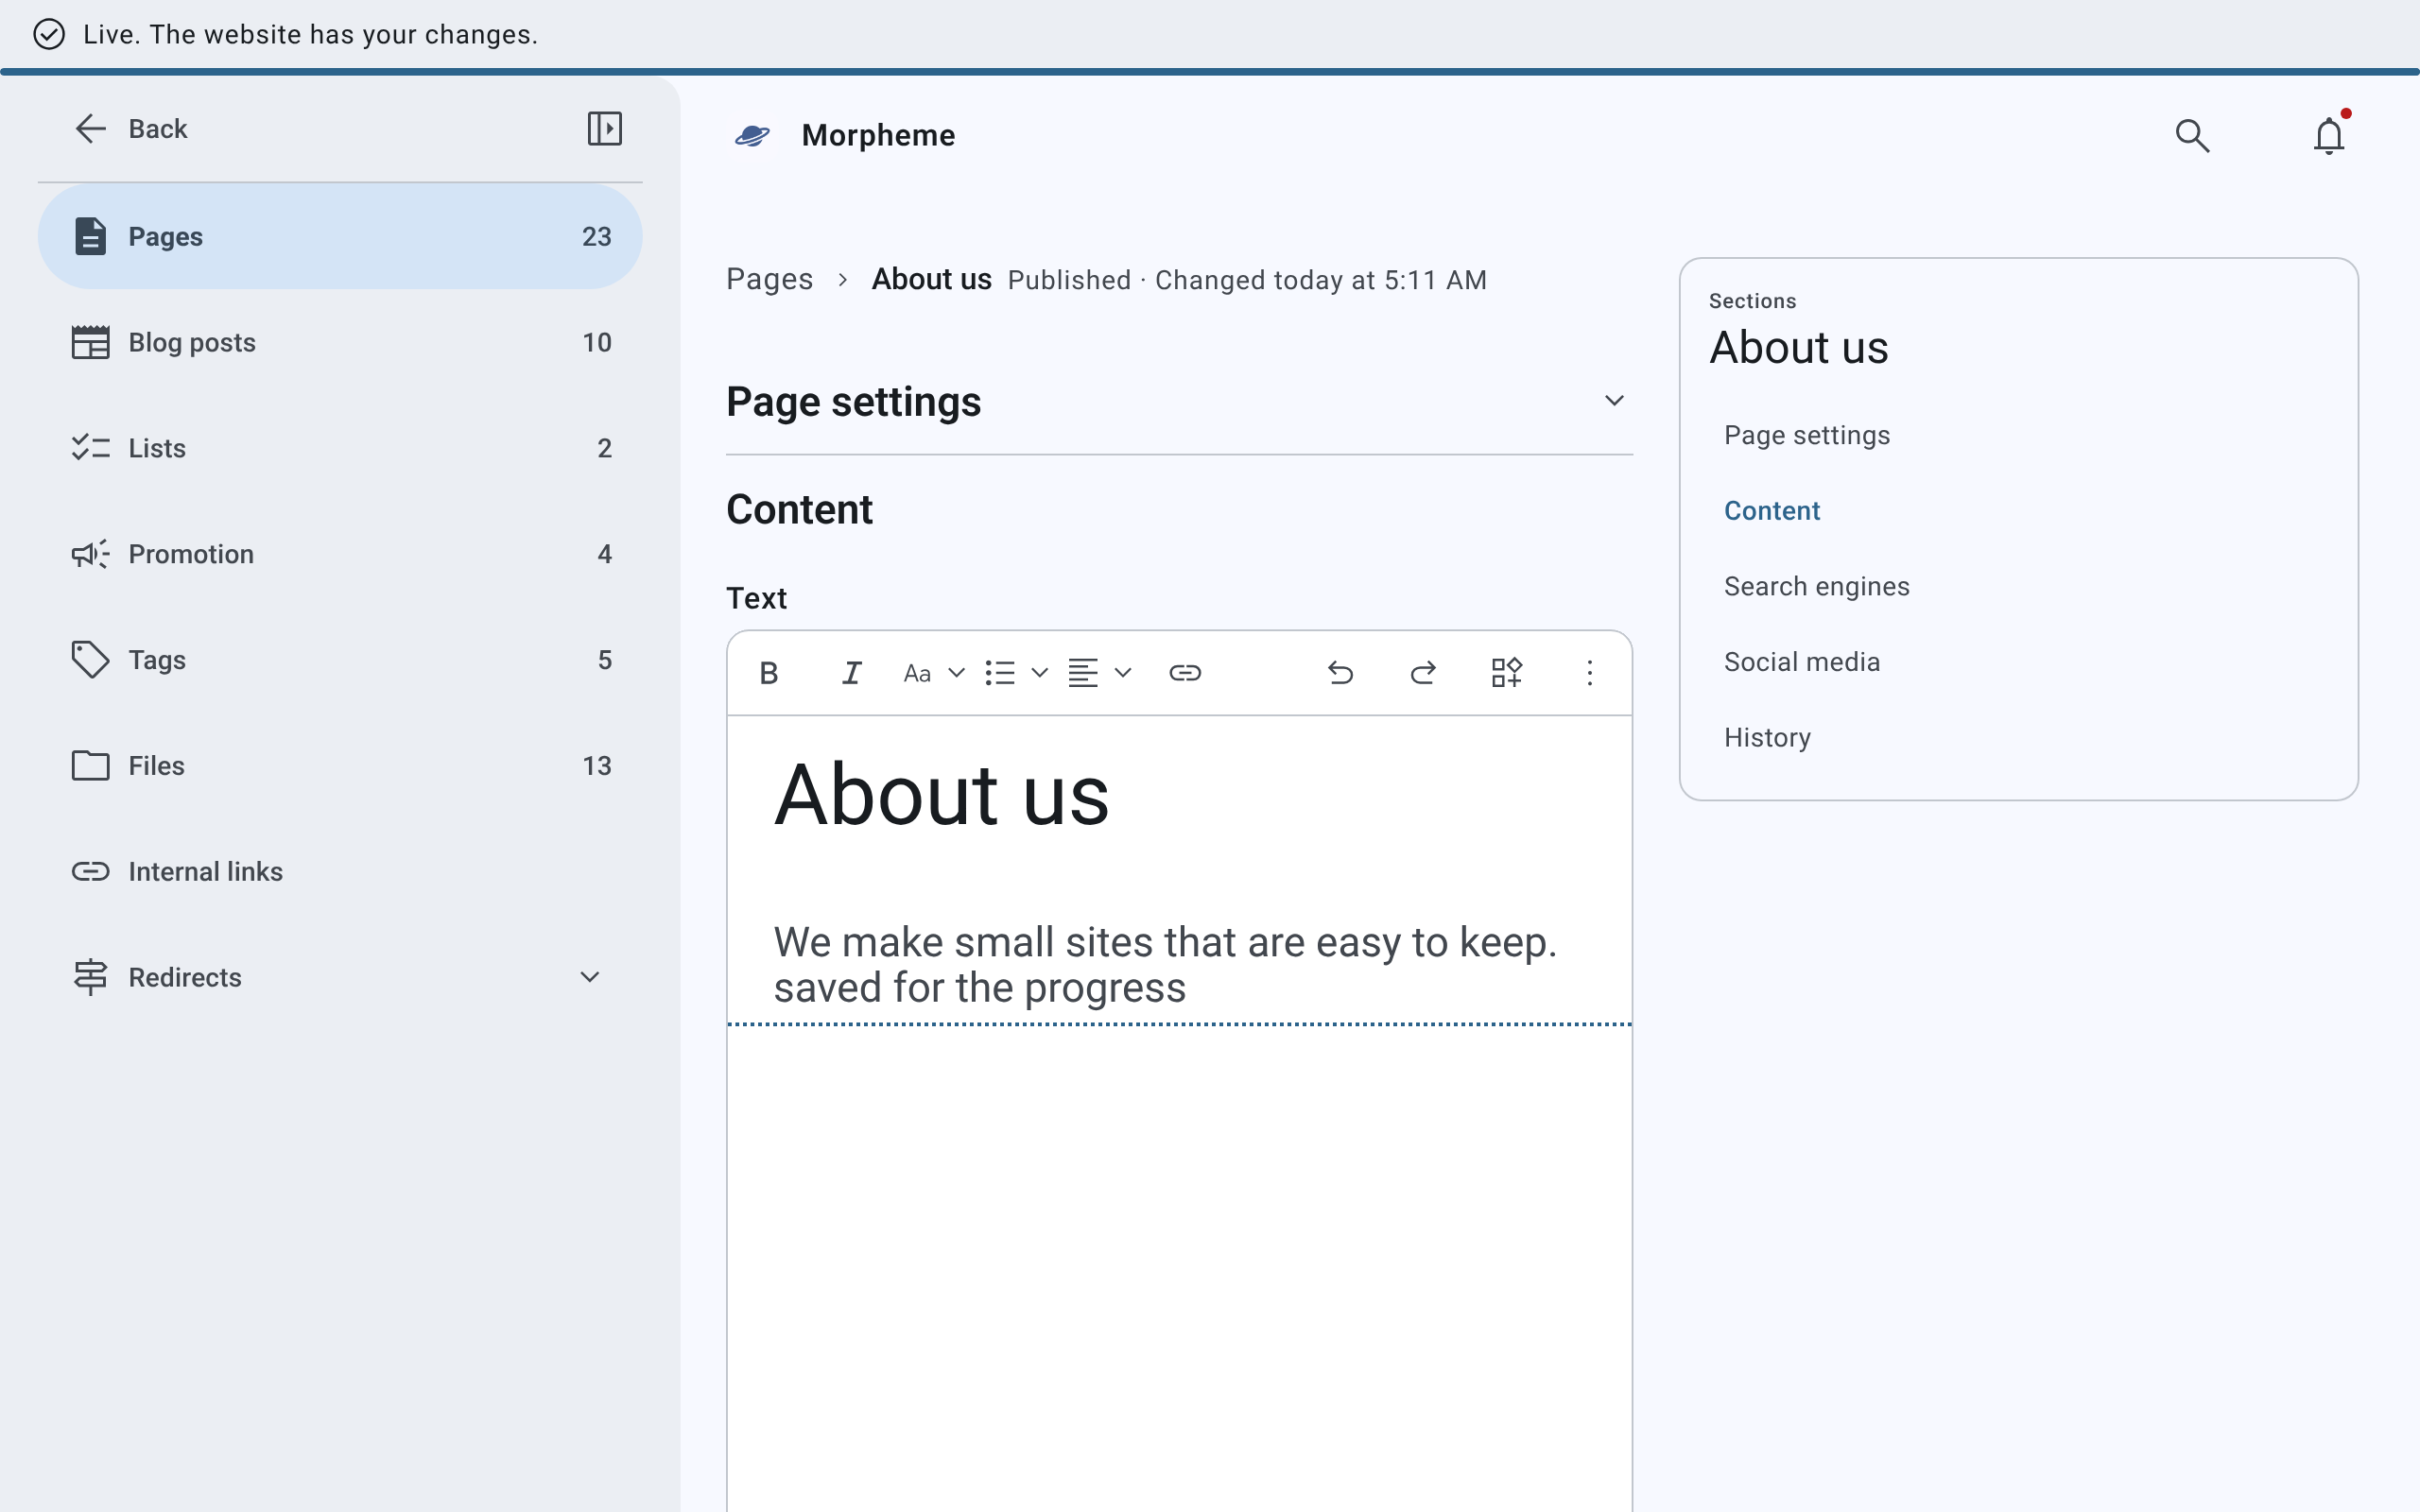 Live. The website has your changes.
Back
Pages 23
Blog posts 10
Lists 2
Promotion 4
Tags 5
Files 13
Internal links
Redirects
Morpheme
Pages > About us Published · Changed today at 5:11 AM
Page settings
Content
Text
B I Aa
About us
We make small sites that are easy to keep.
saved for the progress
Sections
About us
Page settings
Content
Search engines
Social media
History